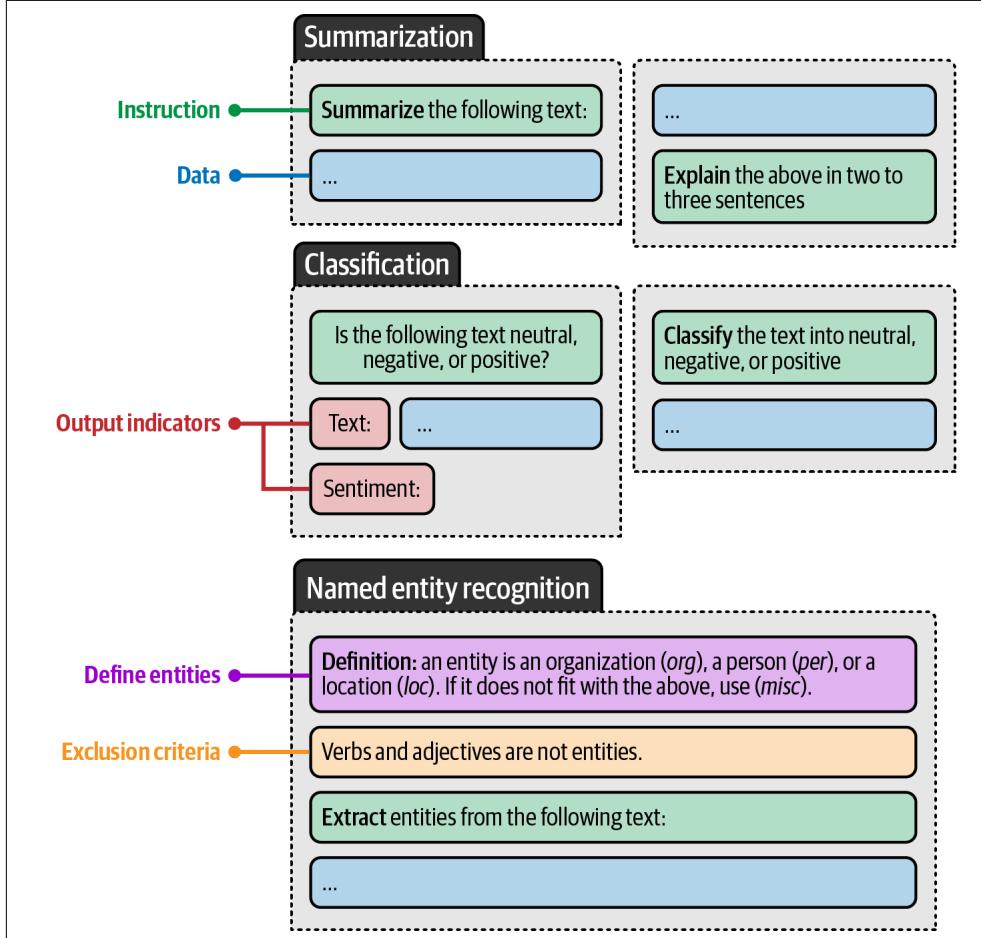 Summarization
Instruction
Summarize the following text:
Data
...
...
Explain the above in two to
three sentences
Classification
Is the following text neutral,
negative, or positive?
Output indicators
Text:
...
Sentiment:
Classify the text into neutral,
negative, or positive
...
Named entity recognition
Define entities
Definition: an entity is an organization (org), a person (per), or a
location (loc). If it does not fit with the above, use (misc).
Exclusion criteria
Verbs and adjectives are not entities.
Extract entities from the following text:
...